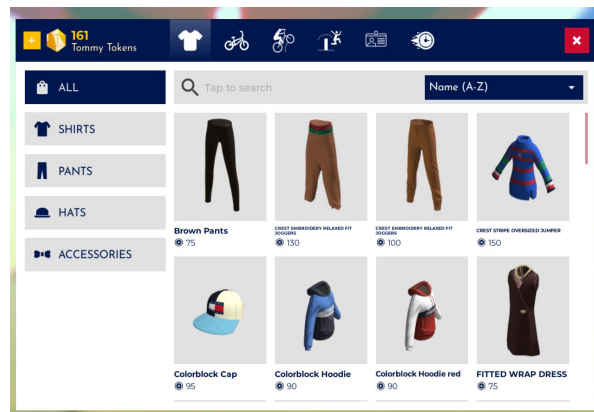 161
Tommy Tokens
ALL
Tap to search
Name (A-Z)
SHIRTS
PANTS
HATS
ACCESSORIES
Brown Pants
75
CREST EMBROIDERY RELAXED FIT
JOGGERS
130
CREST EMBROIDERY RELAXED FIT
JOGGERS
100
CREST STRIPE OVERSIZED JUMPER
150
Colorblock Cap
95
Colorblock Hoodie
90
Colorblock Hoodie red
90
FITTED WRAP DRESS
75